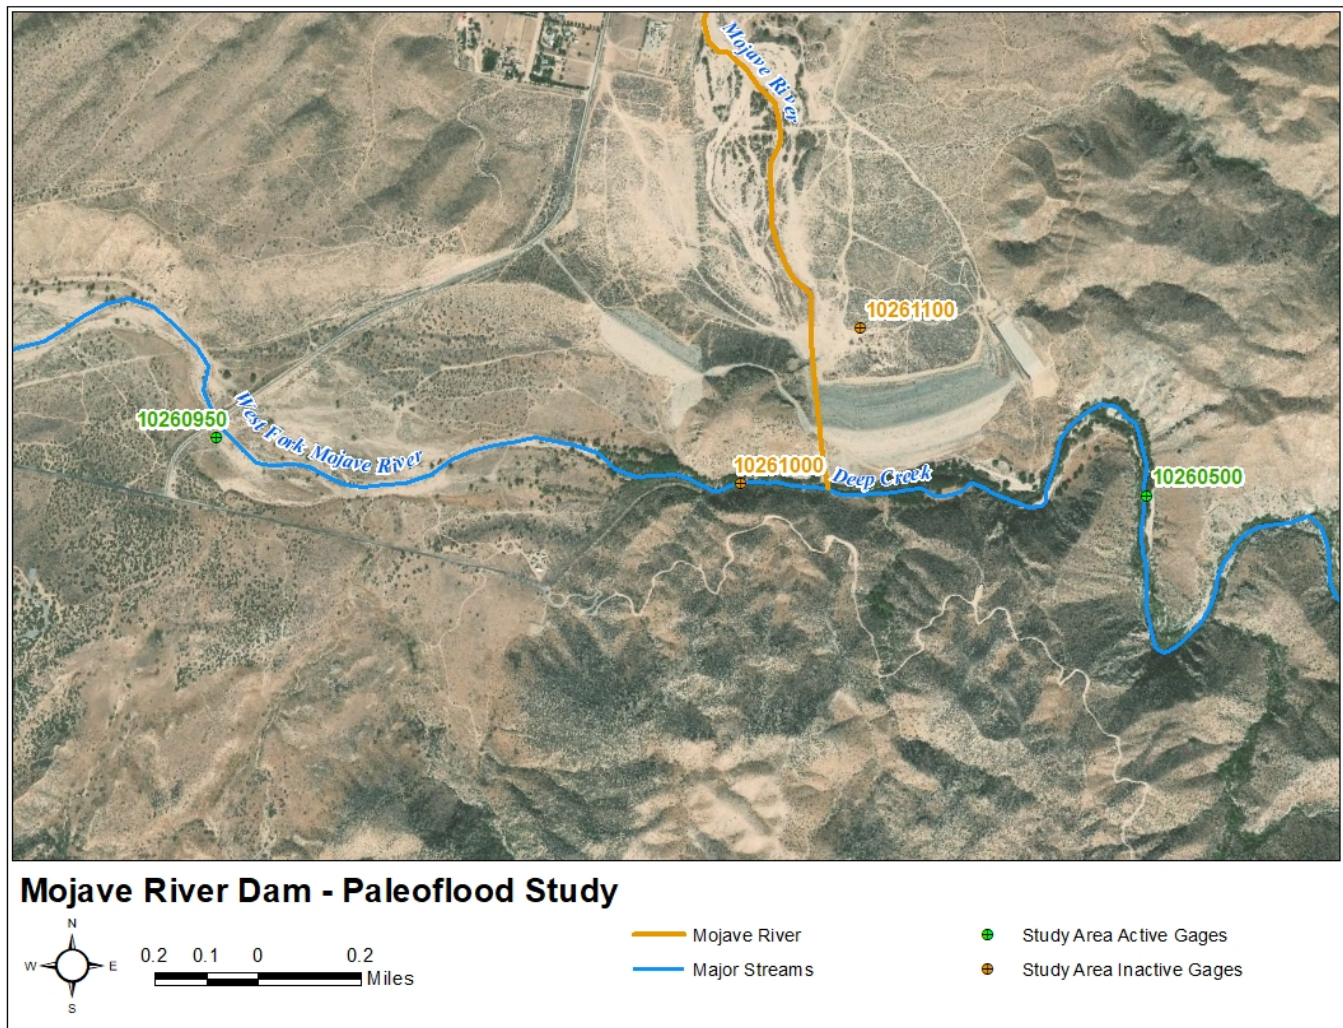 Mojave River
10261100
10260950
West Fork Mojave River
10261000
Deep Creek
10260500
Mojave River Dam - Paleoflood Study
N
W E
S
0.2 0.1 0 0.2
Miles
Mojave River
Major Streams
Study Area Active Gages
Study Area Inactive Gages